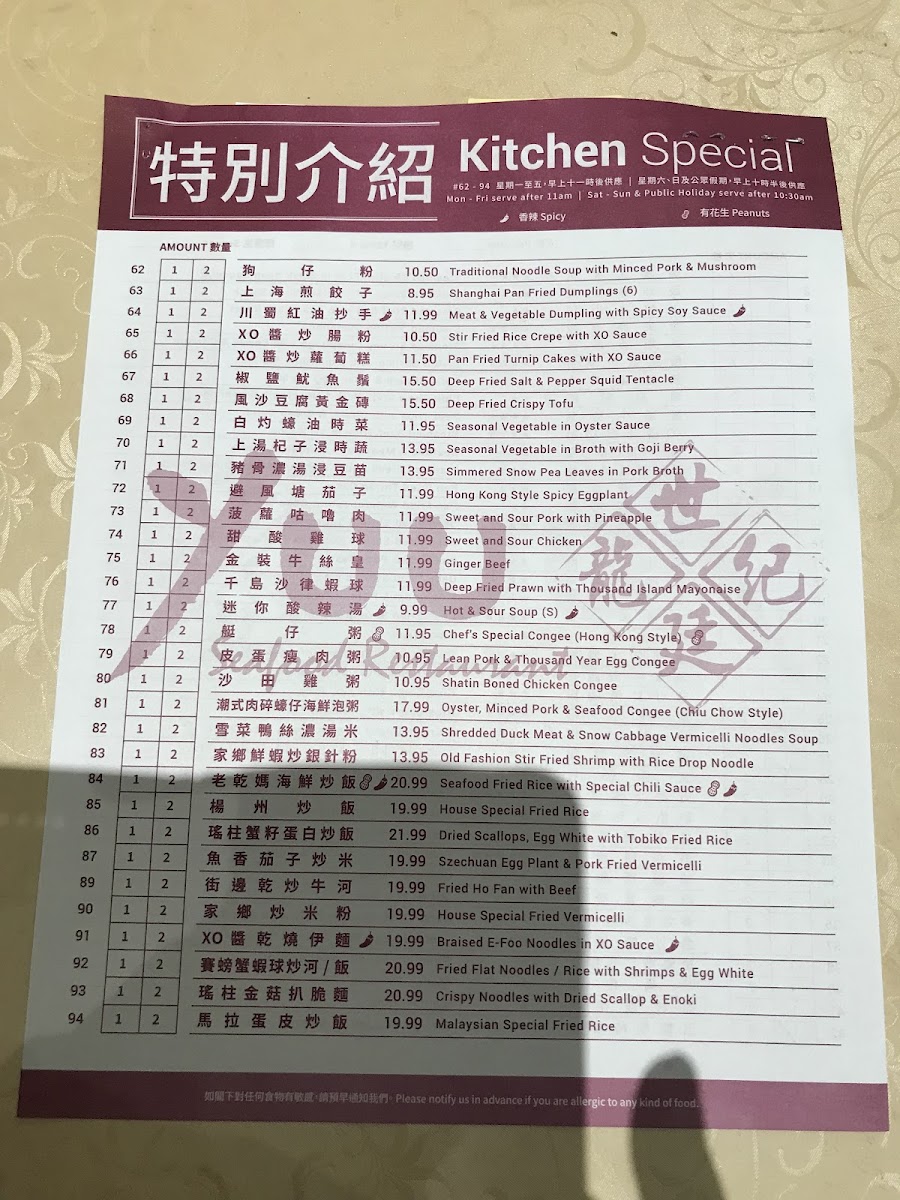 特別介紹 Kitchen Special
#62 - 94 星期一至五，早上十一時後供應 | 星期六、日及公眾假期，早上十時半後供應
Mon - Fri serve after 11am | Sat - Sun & Public Holiday serve after 10:30am
香辣 Spicy 有花生 Peanuts
AMOUNT 數量
62 1 2 狗仔粉 10.50 Traditional Noodle Soup with Minced Pork & Mushroom
63 1 2 上海煎餃子 8.95 Shanghai Pan Fried Dumplings (6)
64 1 2 川蜀紅油抄手 11.99 Meat & Vegetable Dumpling with Spicy Soy Sauce
65 1 2 XO醬炒腸粉 10.50 Stir Fried Rice Crepe with XO Sauce
66 1 2 XO醬炒蘿蔔糕 11.50 Pan Fried Turnip Cakes with XO Sauce
67 1 2 椒鹽魷魚鬚 15.50 Deep Fried Salt & Pepper Squid Tentacle
68 1 2 風沙豆腐黃金磚 15.50 Deep Fried Crispy Tofu
69 1 2 白灼蠔油時菜 11.95 Seasonal Vegetable in Oyster Sauce
70 1 2 上湯杞子浸時蔬 13.95 Seasonal Vegetable in Broth with Goji Berry
71 1 2 豬骨濃湯浸豆苗 13.95 Simmered Snow Pea Leaves in Pork Broth
72 1 2 避風塘茄子 11.99 Hong Kong Style Spicy Eggplant
73 1 2 菠蘿咕嚕肉 11.99 Sweet and Sour Pork with Pineapple
74 1 2 甜酸雞球 11.99 Sweet and Sour Chicken
75 1 2 金裝牛絲皇 11.99 Ginger Beef
76 1 2 千島沙律蝦球 11.99 Deep Fried Prawn with Thousand Island Mayonaise
77 1 2 迷你酸辣湯 9.99 Hot & Sour Soup (S)
78 1 2 艇仔粥 11.95 Chef's Special Congee (Hong Kong Style)
79 1 2 皮蛋瘦肉粥 10.95 Lean Pork & Thousand Year Egg Congee
80 1 2 沙田雞粥 10.95 Shatin Boned Chicken Congee
81 1 2 潮式肉碎蠔仔海鮮泡粥 17.99 Oyster, Minced Pork & Seafood Congee (Chiu Chow Style)
82 1 2 雪菜鴨絲濃湯米 13.95 Shredded Duck Meat & Snow Cabbage Vermicelli Noodles Soup
83 1 2 家鄉鮮蝦炒銀針粉 13.95 Old Fashion Stir Fried Shrimp with Rice Drop Noodle
84 1 2 老乾媽海鮮炒飯 20.99 Seafood Fried Rice with Special Chili Sauce
85 1 2 楊州炒飯 19.99 House Special Fried Rice
86 1 2 瑤柱蟹籽蛋白炒飯 21.99 Dried Scallops, Egg White with Tobiko Fried Rice
87 1 2 魚香茄子炒米 19.99 Szechuan Egg Plant & Pork Fried Vermicelli
89 1 2 街邊乾炒牛河 19.99 Fried Ho Fan with Beef
90 1 2 家鄉炒米粉 19.99 House Special Fried Vermicelli
91 1 2 XO醬乾燒伊麵 19.99 Braised E-Foo Noodles in XO Sauce
92 1 2 賽螃蟹蝦球炒河/飯 20.99 Fried Flat Noodles / Rice with Shrimps & Egg White
93 1 2 瑤柱金菇扒脆麵 20.99 Crispy Noodles with Dried Scallop & Enoki
94 1 2 馬拉蛋皮炒飯 19.99 Malaysian Special Fried Rice
Yuu
Seafood Restaurant
世紀龍廷
如閣下對任何食物有敏感，請預早通知我們。Please notify us in advance if you are allergic to any kind of food.